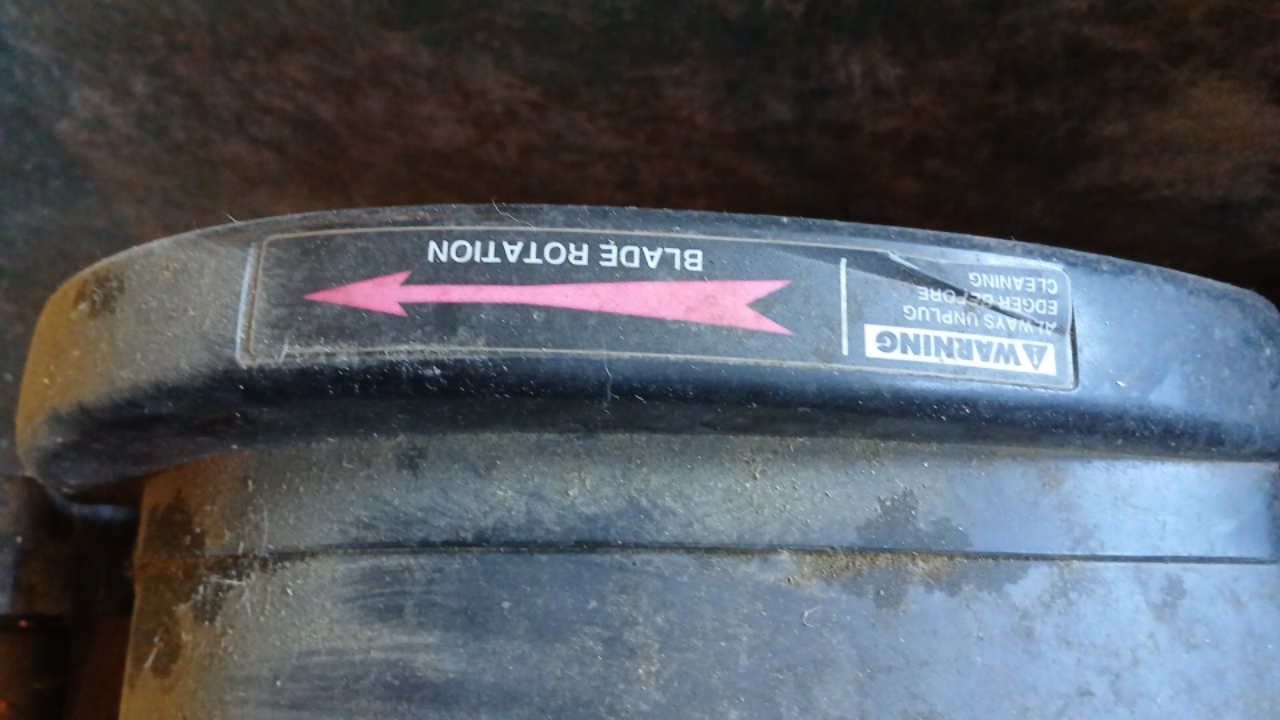 ⚠WARNING
ALWAYS UNPLUG
EDGER BEFORE
CLEANING
BLADE ROTATION